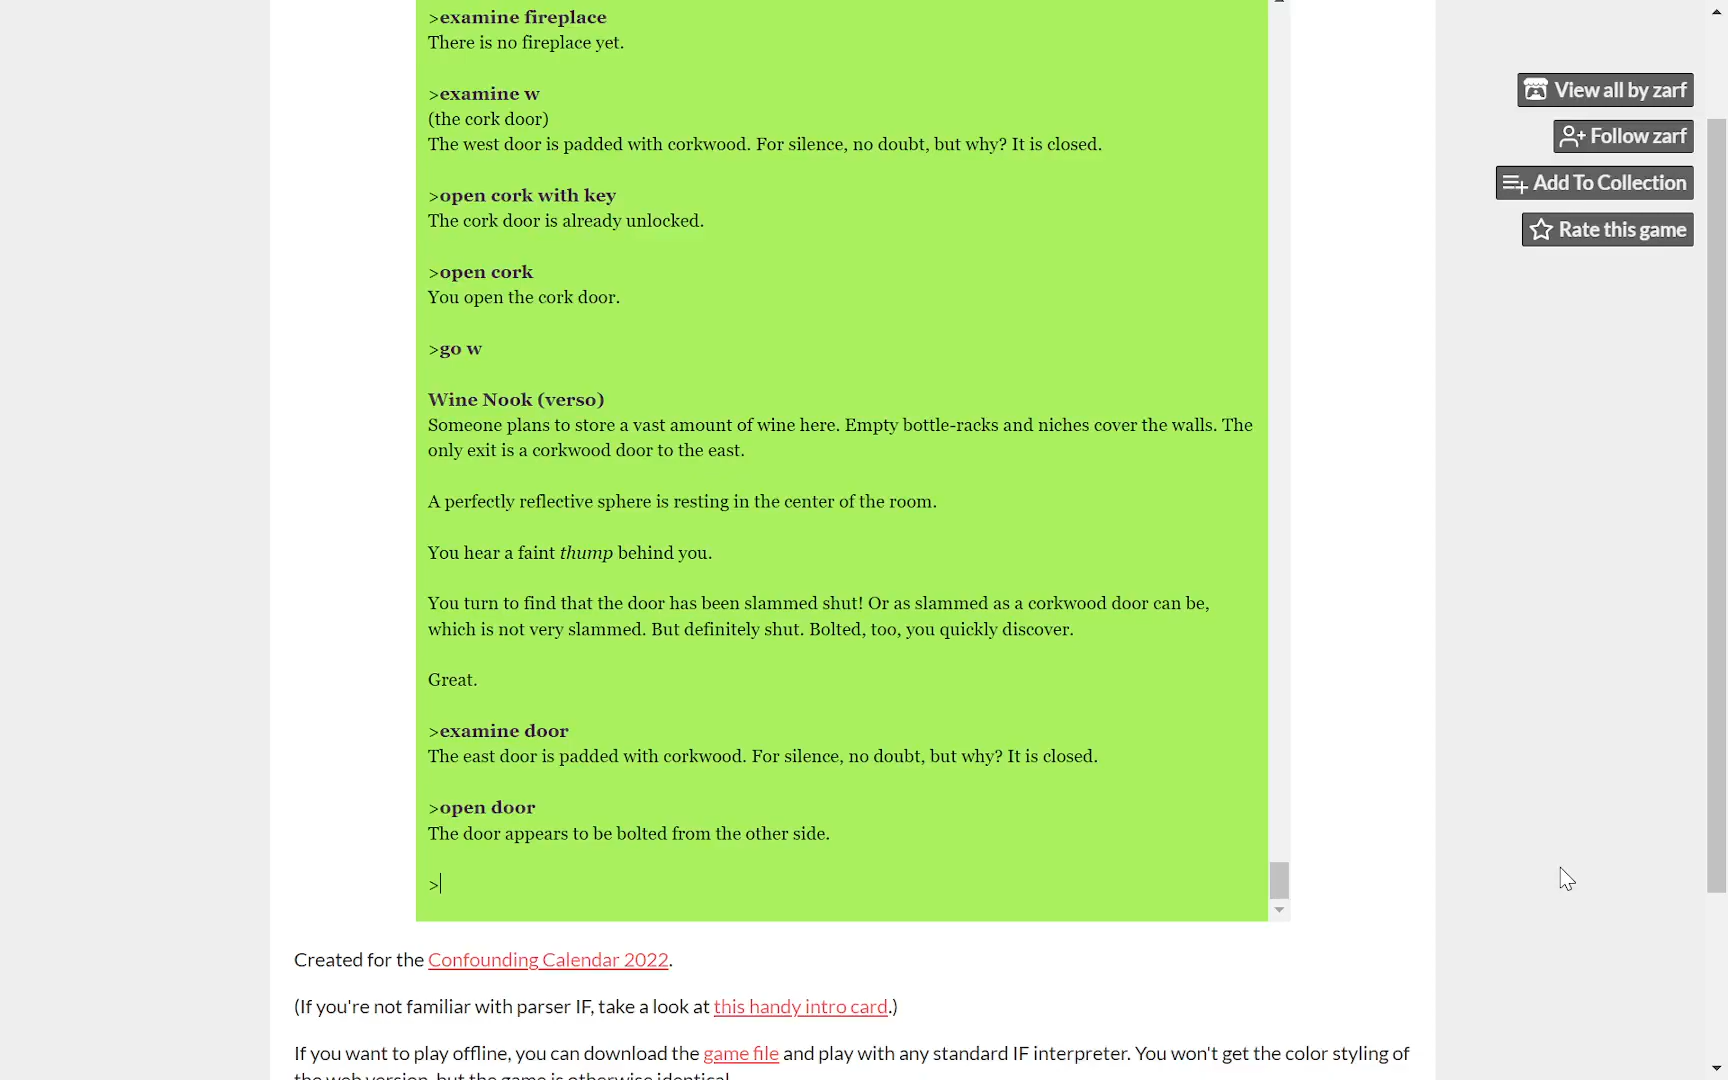 >examine fireplace
There is no fireplace yet.
>examine w
(the cork door)
The west door is padded with corkwood. For silence, no doubt, but why? It is closed.
>open cork with key
The cork door is already unlocked.
>open cork
You open the cork door.
>go w
Wine Nook (verso)
Someone plans to store a vast amount of wine here. Empty bottle-racks and niches cover the walls. The
only exit is a corkwood door to the east.
A perfectly reflective sphere is resting in the center of the room.
You hear a faint thump behind you.
You turn to find that the door has been slammed shut! Or as slammed as a corkwood door can be,
which is not very slammed. But definitely shut. Bolted, too, you quickly discover.
Great.
>examine door
The east door is padded with corkwood. For silence, no doubt, but why? It is closed.
>open door
The door appears to be bolted from the other side.
>
Created for the Confounding Calendar 2022.
(If you're not familiar with parser IF, take a look at this handy intro card.)
If you want to play offline, you can download the game file and play with any standard IF interpreter. You won't get the color styling of
the web version, but the game is otherwise identical.
View all by zarf
Follow zarf
Add To Collection
Rate this game